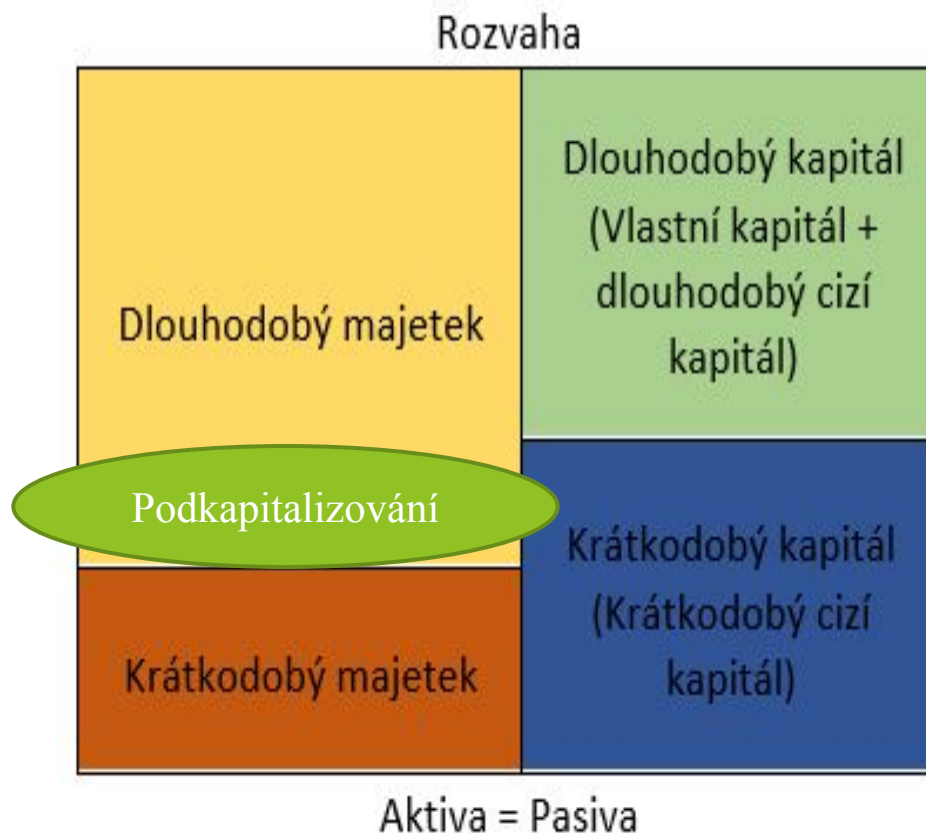 Rozvaha
Dlouhodobý majetek
Podkapitalizování
Krátkodobý majetek
Dlouhodobý kapitál
(Vlastní kapitál +
dlouhodobý cizí
kapitál)
Krátkodobý kapitál
(Krátkodobý cizí
kapitál)
Aktiva = Pasiva